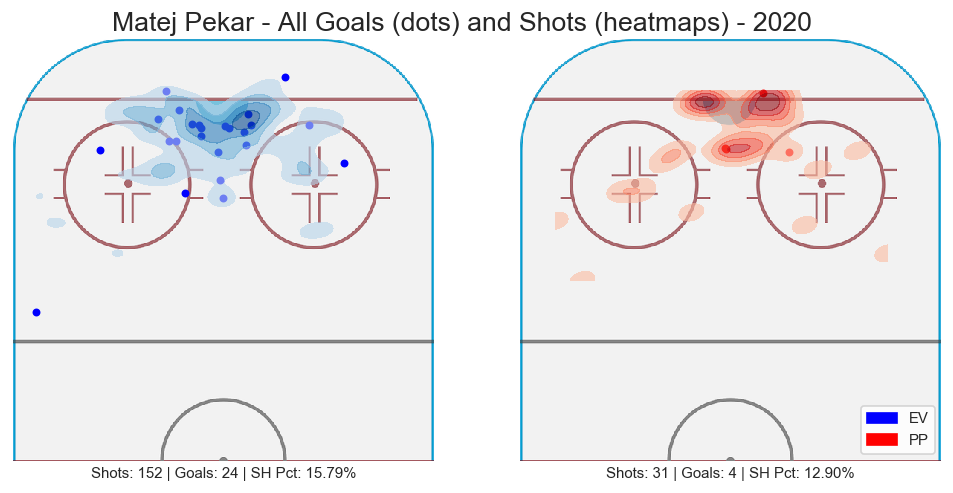 Matej Pekar - All Goals (dots) and Shots (heatmaps) - 2020
EV
PP
Shots: 152 | Goals: 24 | SH Pct: 15.79%
Shots: 31 | Goals: 4 | SH Pct: 12.90%